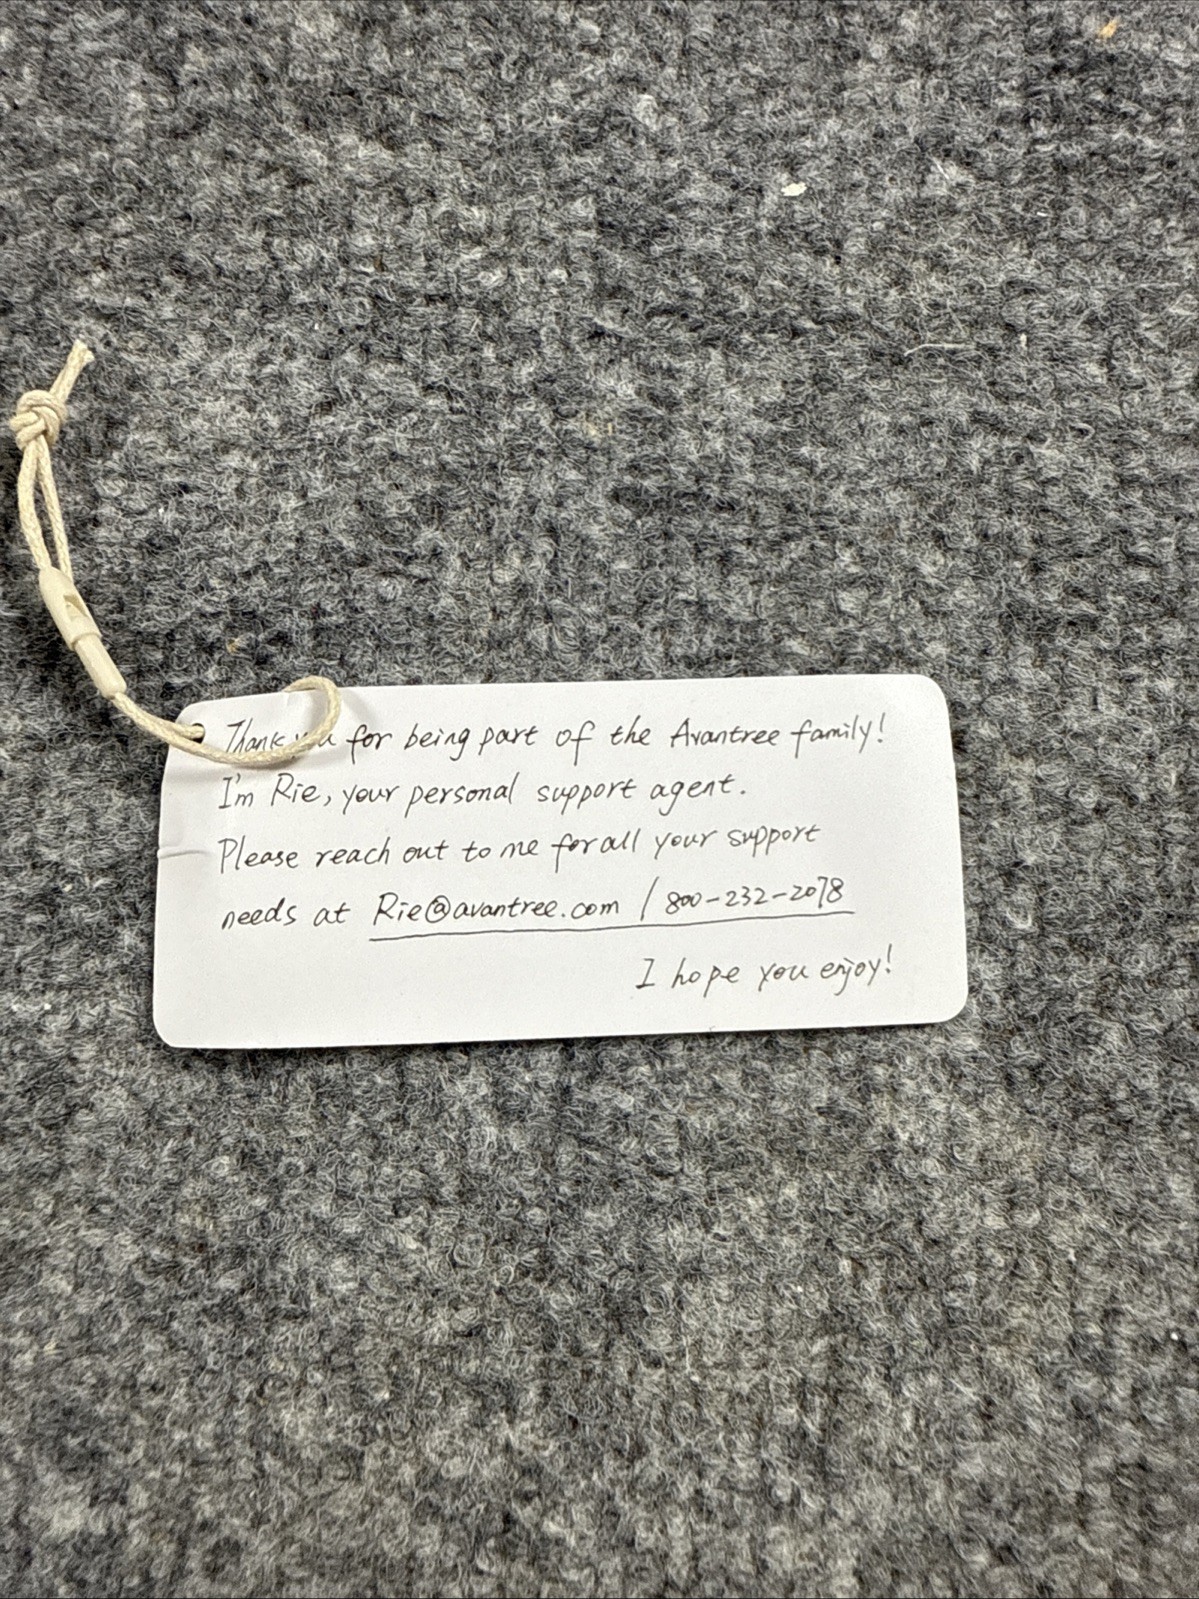 Thank you for being part of the Avantree family!
I'm Rie, your personal support agent.
Please reach out to me for all your support
needs at Rie@avantree.com / 800-232-2078
I hope you enjoy!